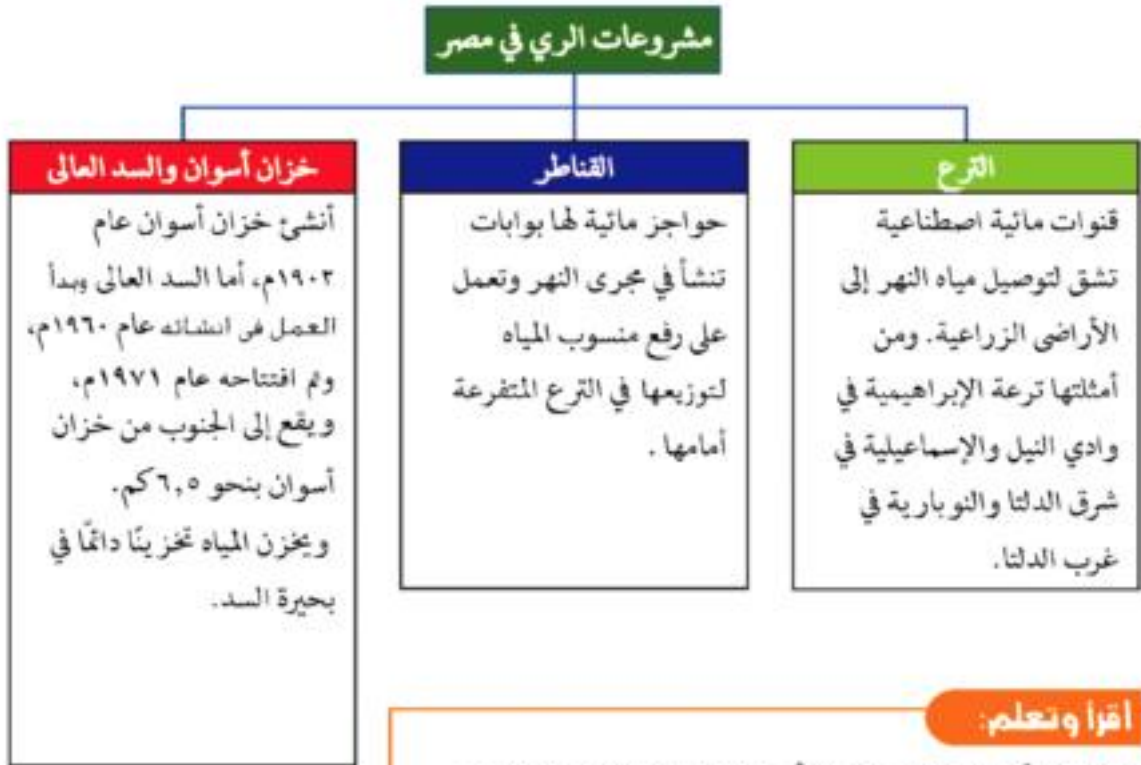 مشروعات الري في مصر
الترع
قنوات مائية اصطناعية
تشق لتوصيل مياه النهر إلى
الأراضى الزراعية. ومن
أمثلتها ترعة الإبراهيمية في
وادي النيل والإسماعيلية في
شرق الدلتا والنوبارية في
غرب الدلتا.
القناطر
حواجز مائية لها بوابات
تنشأ في مجرى النهر وتعمل
على رفع منسوب المياه
لتوزيعها في الترع المتفرعة
أمامها .
خزان أسوان والسد العالى
أنشئ خزان أسوان عام
١٩٠٢م، أما السد العالى وبدأ
العمل فى انشائه عام ١٩٦٠م،
وتم افتتاحه عام ١٩٧١م،
ويقع إلى الجنوب من خزان
أسوان بنحو ٦,٥ كم.
ويخزن المياه تخزينًا دائمًا في
بحيرة السد.
اقرأ وتعلم: